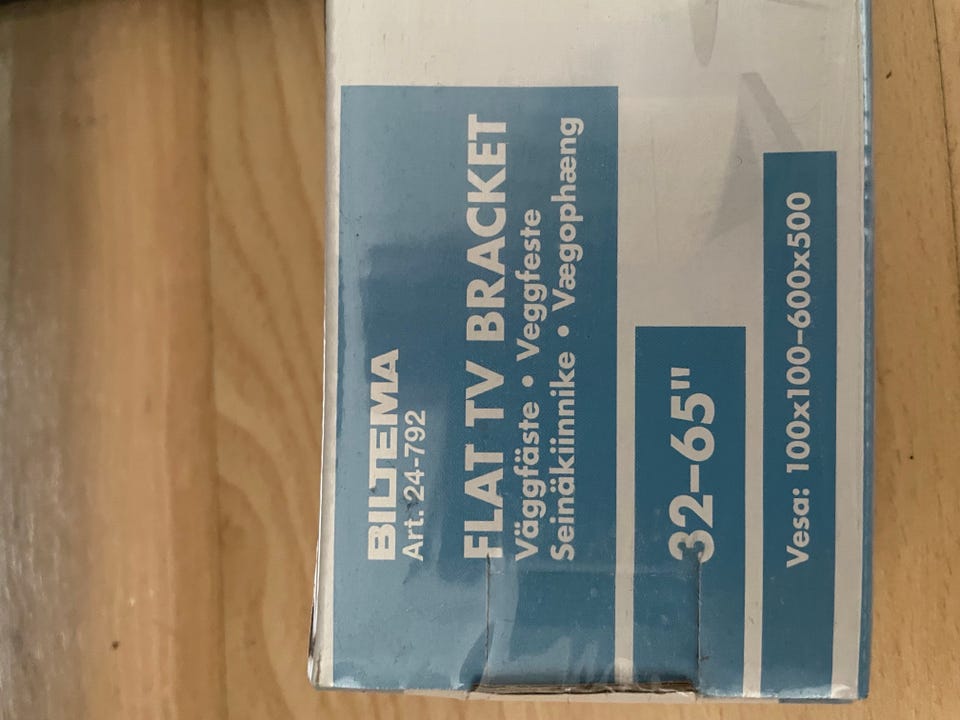 BILTEMA
Art. 24-792
FLAT TV BRACKET
Väggfäste • Veggfeste
Seinäkiinnike • Vægophæng
32-65"
Vesa: 100x100-600x500